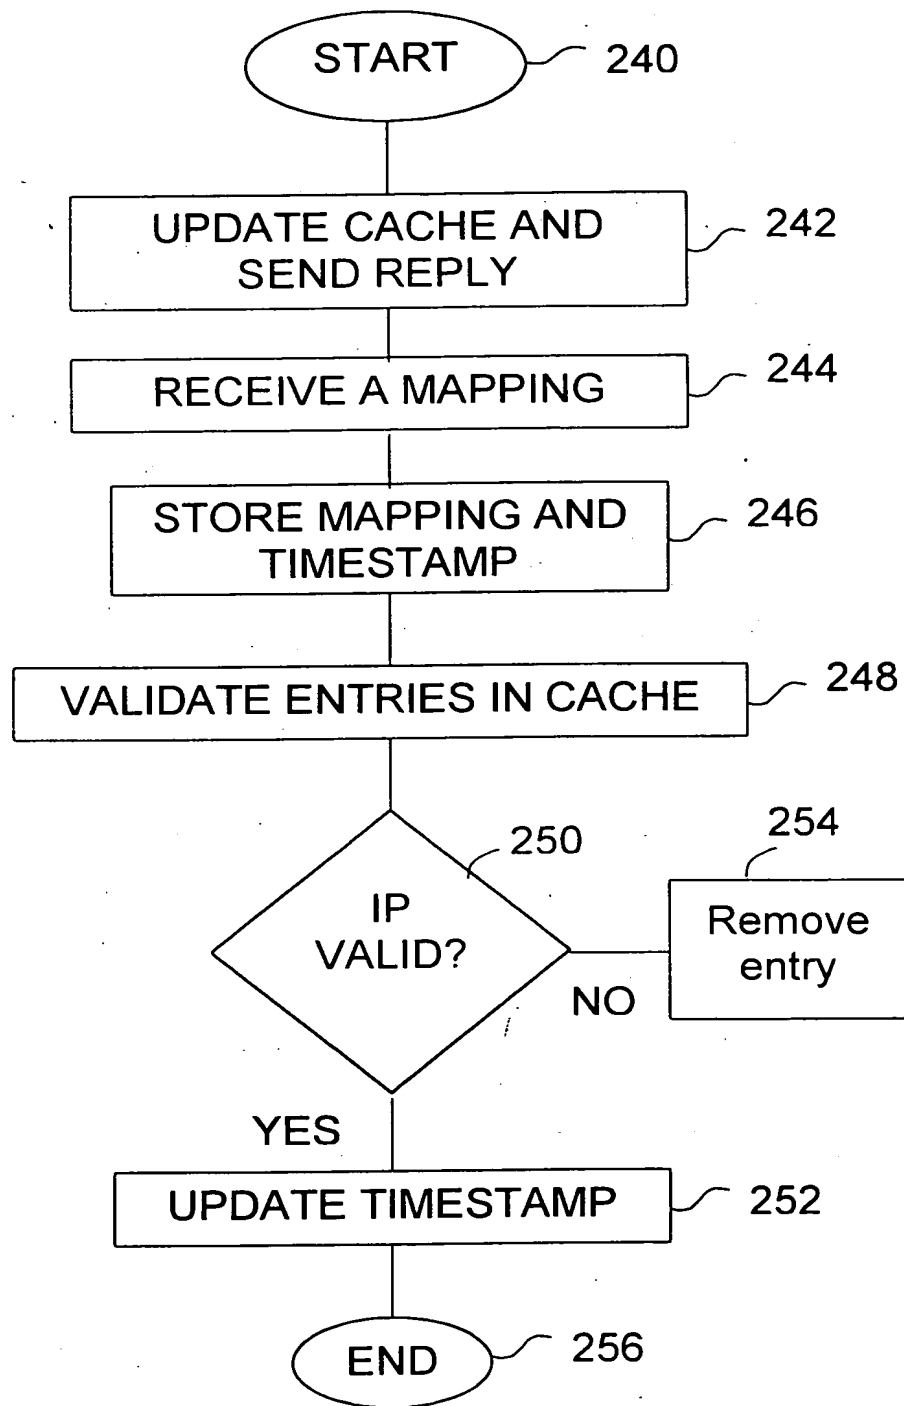 START
240
UPDATE CACHE AND
SEND REPLY
242
RECEIVE A MAPPING
244
STORE MAPPING AND
TIMESTAMP
246
VALIDATE ENTRIES IN CACHE
248
IP
VALID?
250
254
Remove
entry
NO
YES
UPDATE TIMESTAMP
252
END
256